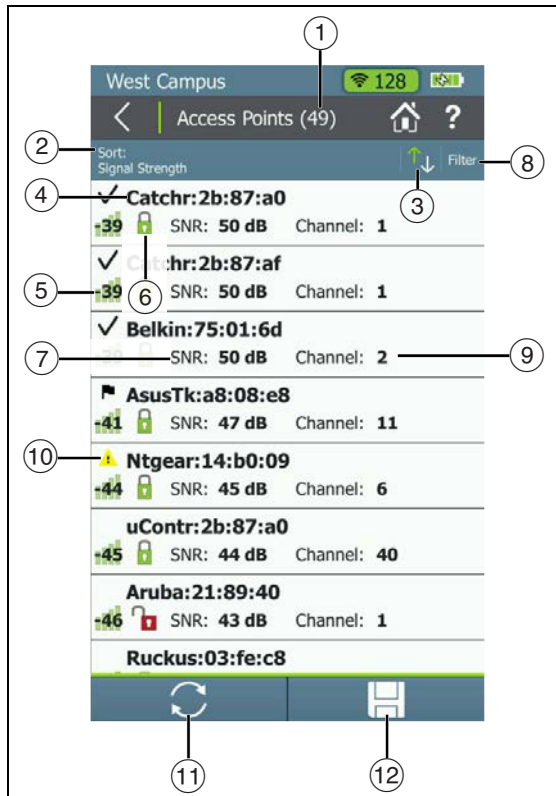 1
West Campus 128
Access Points (49) ?
2 Sort:
Signal Strength Filter 8
3
4 Catchr:2b:87:a0
-39 SNR: 50 dB Channel: 1
Catchr:2b:87:af
5 -39 6 SNR: 50 dB Channel: 1
Belkin:75:01:6d
7 -39 SNR: 50 dB Channel: 2 9
AsusTk:a8:08:e8
-41 SNR: 47 dB Channel: 11
10 Ntgear:14:b0:09
-44 SNR: 45 dB Channel: 6
uContr:2b:87:a0
-45 SNR: 44 dB Channel: 40
Aruba:21:89:40
-46 SNR: 43 dB Channel: 1
Ruckus:03:fe:c8
11 12